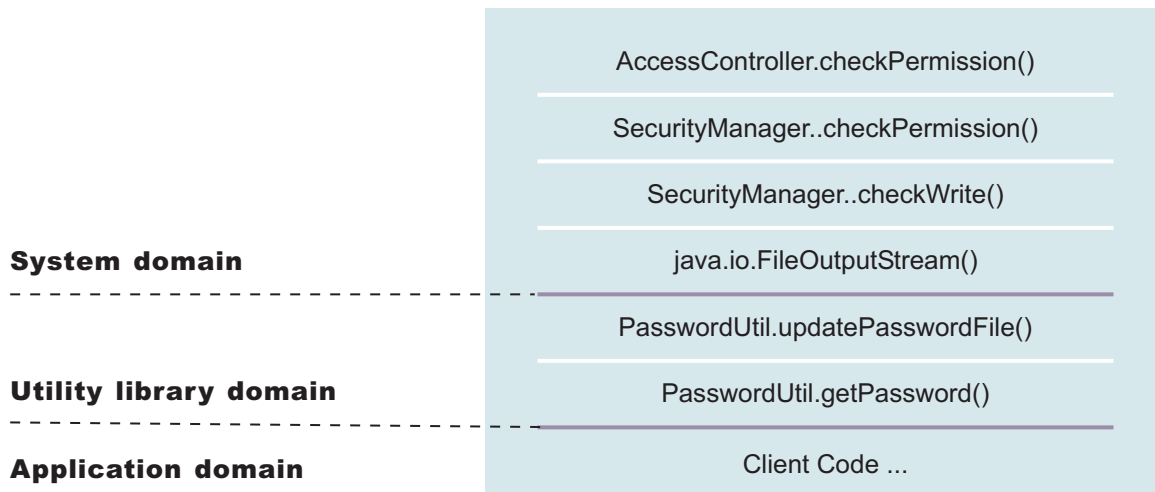 AccessController.checkPermission()
SecurityManager..checkPermission()
SecurityManager..checkWrite()
System domain
java.io.FileOutputStream()
PasswordUtil.updatePasswordFile()
Utility library domain
PasswordUtil.getPassword()
Application domain
Client Code ...